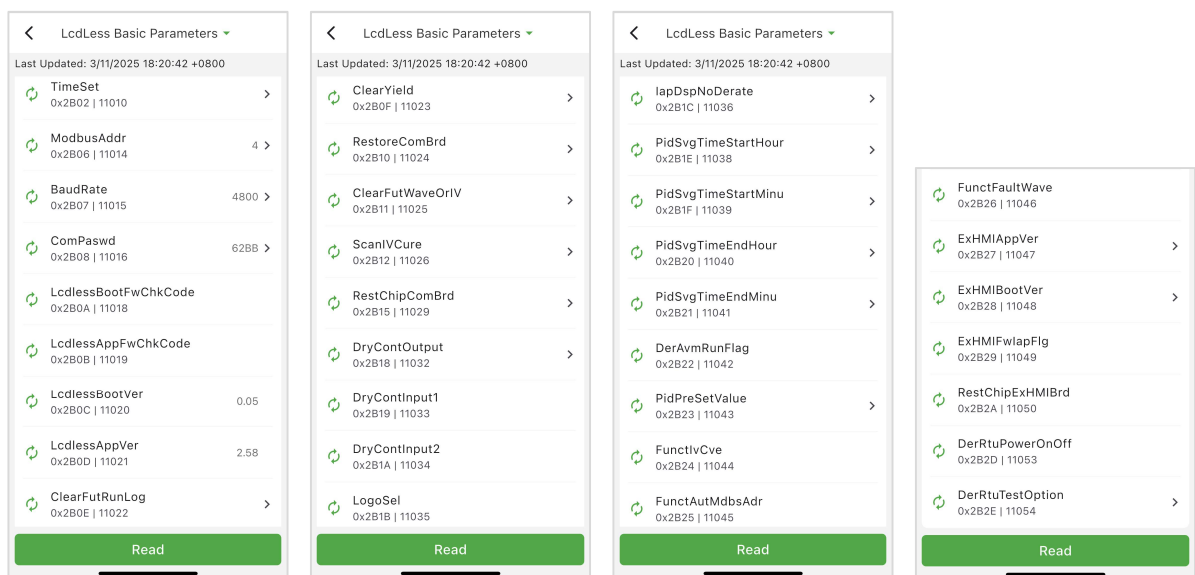 LcdLess Basic Parameters
Last Updated: 3/11/2025 18:20:42 +0800
TimeSet
0x2B02 | 11010
ModbusAddr
0x2B06 | 11014
4
BaudRate
0x2B07 | 11015
4800
ComPaswd
0x2B08 | 11016
62BB
LcdlessBootFwChkCode
0x2B0A | 11018
LcdlessAppFwChkCode
0x2B0B | 11019
LcdlessBootVer
0x2B0C | 11020
0.05
LcdlessAppVer
0x2B0D | 11021
2.58
ClearFutRunLog
0x2B0E | 11022
Read
LcdLess Basic Parameters
Last Updated: 3/11/2025 18:20:42 +0800
ClearYield
0x2B0F | 11023
RestoreComBrd
0x2B10 | 11024
ClearFutWaveOrIV
0x2B11 | 11025
ScanIVCure
0x2B12 | 11026
RestChipComBrd
0x2B15 | 11029
DryContOutput
0x2B18 | 11032
DryContInput1
0x2B19 | 11033
DryContInput2
0x2B1A | 11034
LogoSel
0x2B1B | 11035
Read
LcdLess Basic Parameters
Last Updated: 3/11/2025 18:20:42 +0800
IapDspNoDerate
0x2B1C | 11036
PidSvgTimeStartHour
0x2B1E | 11038
PidSvgTimeStartMinu
0x2B1F | 11039
PidSvgTimeEndHour
0x2B20 | 11040
PidSvgTimeEndMinu
0x2B21 | 11041
DerAvmRunFlag
0x2B22 | 11042
PidPreSetValue
0x2B23 | 11043
FunctIvCve
0x2B24 | 11044
FunctAutMdbsAdr
0x2B25 | 11045
Read
FunctFaultWave
0x2B26 | 11046
ExHMIAppVer
0x2B27 | 11047
ExHMIBootVer
0x2B28 | 11048
ExHMIFwIapFlg
0x2B29 | 11049
RestChipExHMIBrd
0x2B2A | 11050
DerRtuPowerOnOff
0x2B2D | 11053
DerRtuTestOption
0x2B2E | 11054
Read